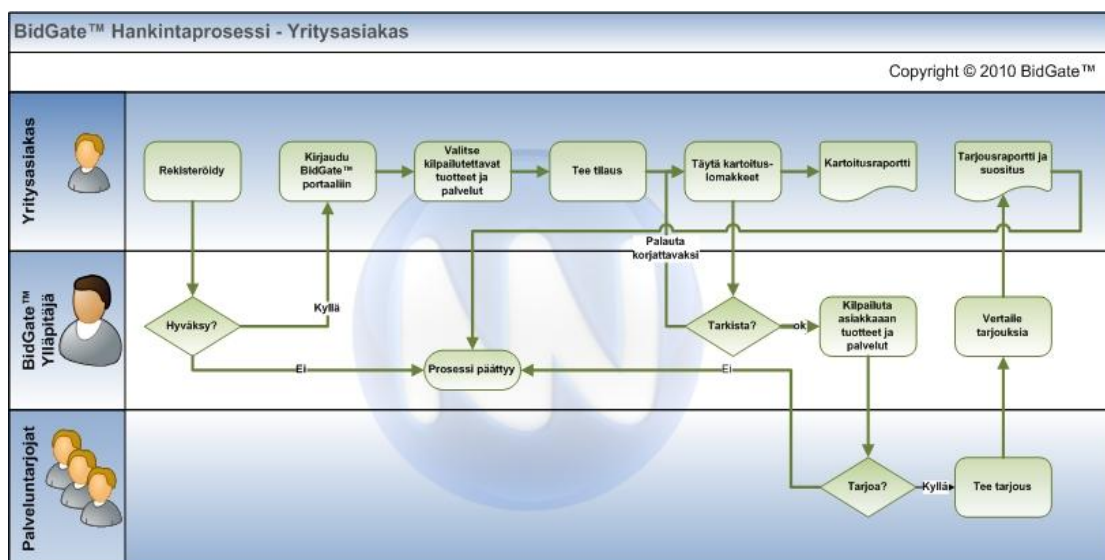 BidGate™ Hankintaprosessi - Yritysasiakas
Copyright © 2010 BidGate™
Yritysasiakas
Rekisteröidy
Kirjaudu
BidGate™
portaaliin
Valitse
kilpailutettavat
tuotteet ja
palvelut
Tee tilaus
Täytä kartoitus-
lomakkeet
Kartoitusraportti
Tarjousraportti ja
suositus
Palauta
korjattavaksi
BidGate™
Ylläpitäjä
Hyväksy?
Kyllä
Ei
Prosessi päättyy
Tarkista?
ok
Kilpailuta
asiakkaaan
tuotteet ja
palvelut
Vertaile
tarjouksia
Ei
Palveluntarjojat
Tarjoa?
Kyllä
Tee tarjous